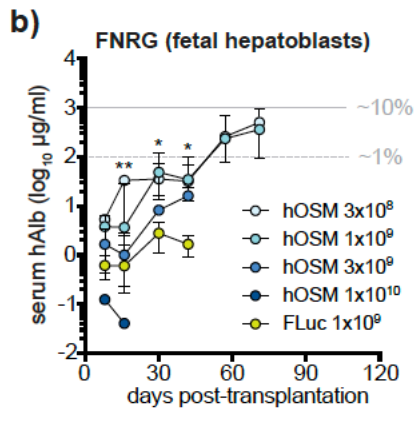 b)
FNRG (fetal hepatoblasts)
serum hAlb (log₁₀ µg/ml)
4
3
2
1
0
-1
-2
~10%
~1%
**
*
*
hOSM 3x10⁸
hOSM 1x10⁹
hOSM 3x10⁹
hOSM 1x10¹⁰
FLuc 1x10⁹
0 30 60 90 120
days post-transplantation